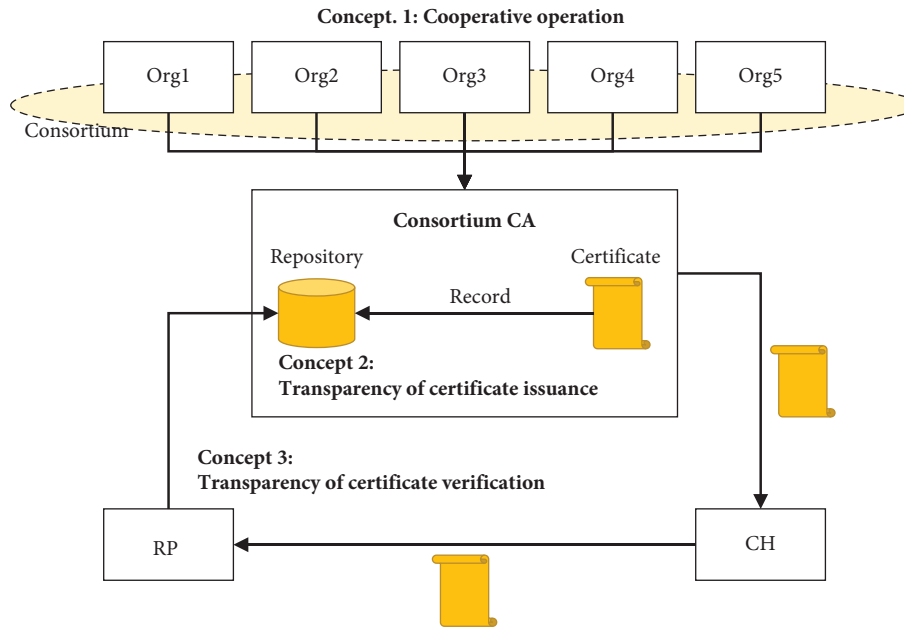 Concept. 1: Cooperative operation
Org1
Org2
Org3
Org4
Org5
Consortium
Consortium CA
Repository
Certificate
Record
Concept 2:
Transparency of certificate issuance
Concept 3:
Transparency of certificate verification
RP
CH